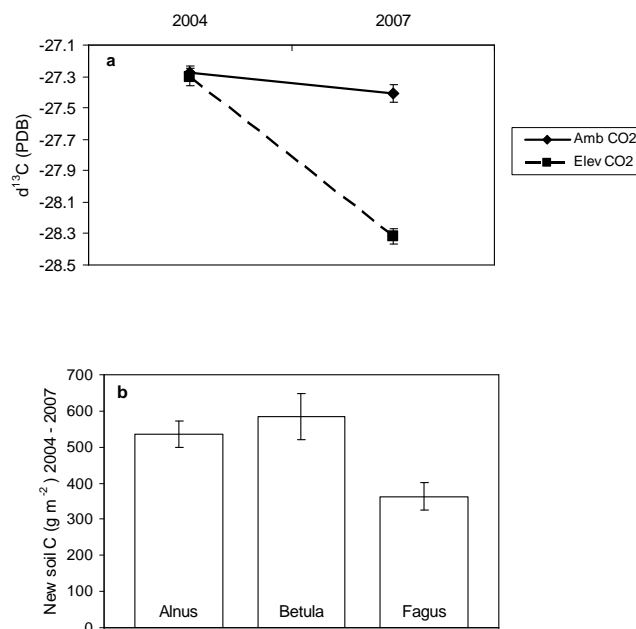 2004 2007
a
-27.1
-27.3
-27.5
-27.7
-27.9
-28.1
-28.3
-28.5
d13C (PDB)
Amb CO2
Elev CO2
b
700
600
500
400
300
200
100
0
New soil C (g m-2) 2004 - 2007
Alnus Betula Fagus